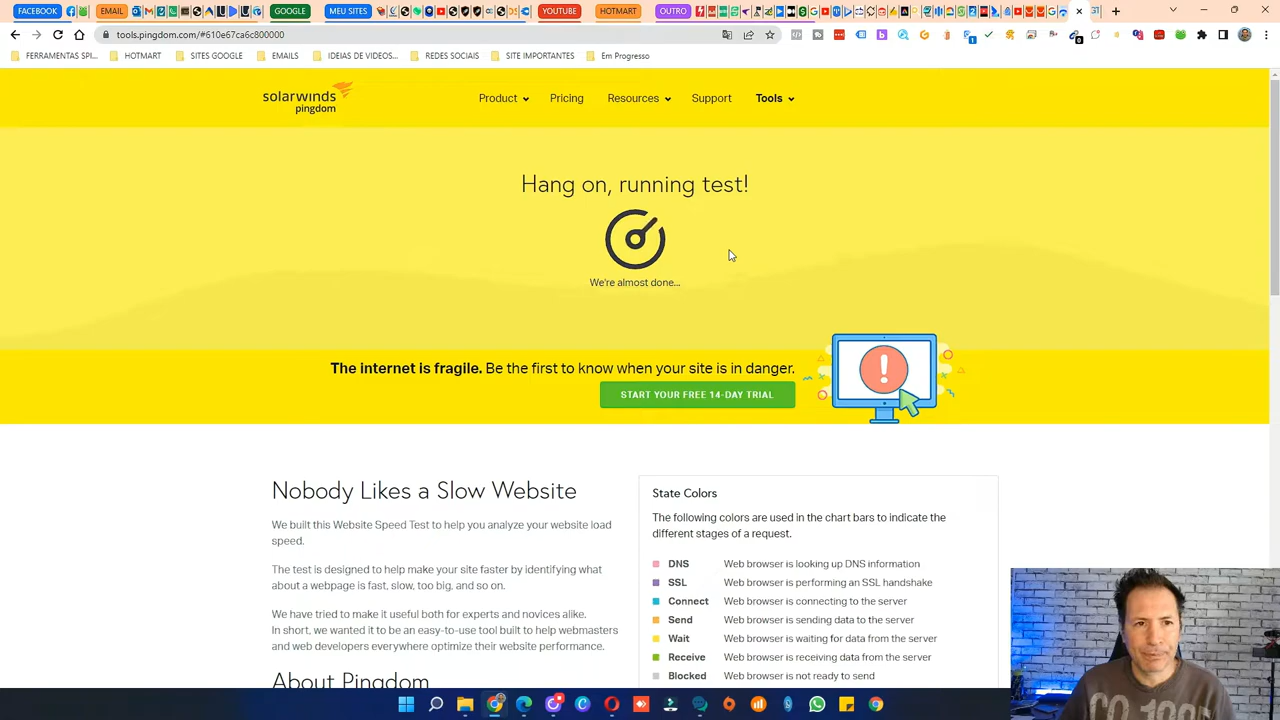 FACEBOOK
EMAIL
GOOGLE
MEU SITES
YOUTUBE
HOTMART
OUTRO
tools.pingdom.com/#610e67ca6c800000
FERRAMENTAS SPI...
HOTMART
SITES GOOGLE
EMAILS
IDEIAS DE VIDEOS...
REDES SOCIAIS
SITE IMPORTANTES
Em Progresso
solarwinds
pingdom
Product
Pricing
Resources
Support
Tools
Hang on, running test!
We're almost done...
The internet is fragile. Be the first to know when your site is in danger.
START YOUR FREE 14-DAY TRIAL
Nobody Likes a Slow Website
We built this Website Speed Test to help you analyze your website load
speed.
The test is designed to help make your site faster by identifying what
about a webpage is fast, slow, too big, and so on.
We have tried to make it useful both for experts and novices alike.
In short, we wanted it to be an easy-to-use tool built to help webmasters
and web developers everywhere optimize their website performance.
About Pingdom
State Colors
The following colors are used in the chart bars to indicate the
different stages of a request.
DNS Web browser is looking up DNS information
SSL Web browser is performing an SSL handshake
Connect Web browser is connecting to the server
Send Web browser is sending data to the server
Wait Web browser is waiting for data from the server
Receive Web browser is receiving data from the server
Blocked Web browser is not ready to send